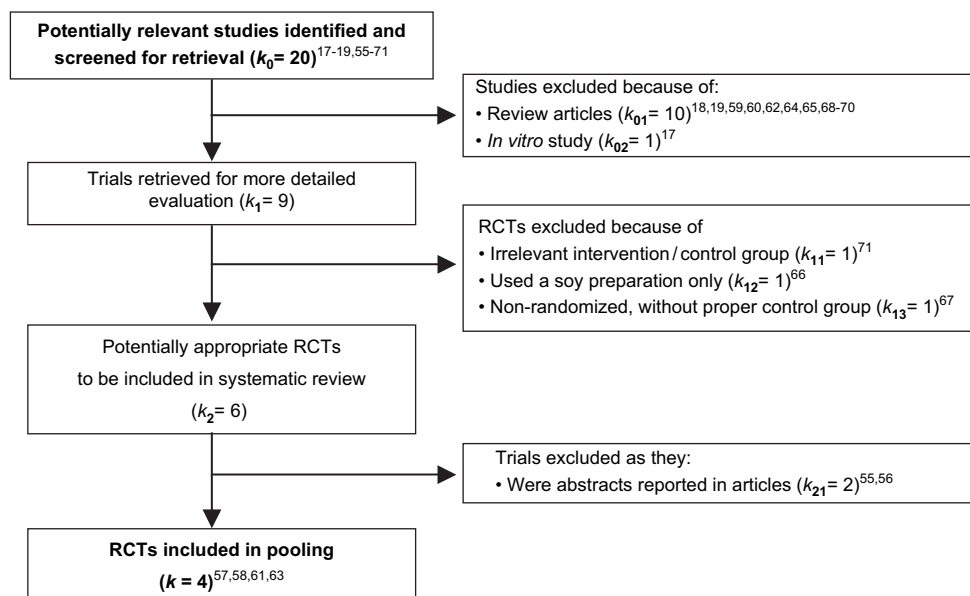 Potentially relevant studies identified and
screened for retrieval (k0= 20)17-19,55-71
Studies excluded because of:
• Review articles (k01= 10)18,19,59,60,62,64,65,68-70
• In vitro study (k02= 1)17
Trials retrieved for more detailed
evaluation (k1= 9)
RCTs excluded because of
• Irrelevant intervention/control group (k11= 1)71
• Used a soy preparation only (k12= 1)66
• Non-randomized, without proper control group (k13= 1)67
Potentially appropriate RCTs
to be included in systematic review
(k2= 6)
Trials excluded as they:
• Were abstracts reported in articles (k21= 2)55,56
RCTs included in pooling
(k = 4)57,58,61,63